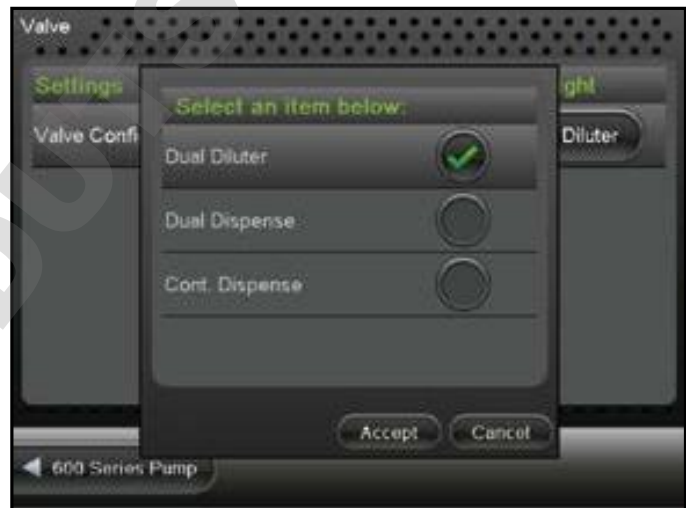 Valve
Settings ght
Valve Confi Diluter
Select an item below:
Dual Diluter
Dual Dispense
Cont. Dispense
Accept Cancel
600 Series Pump